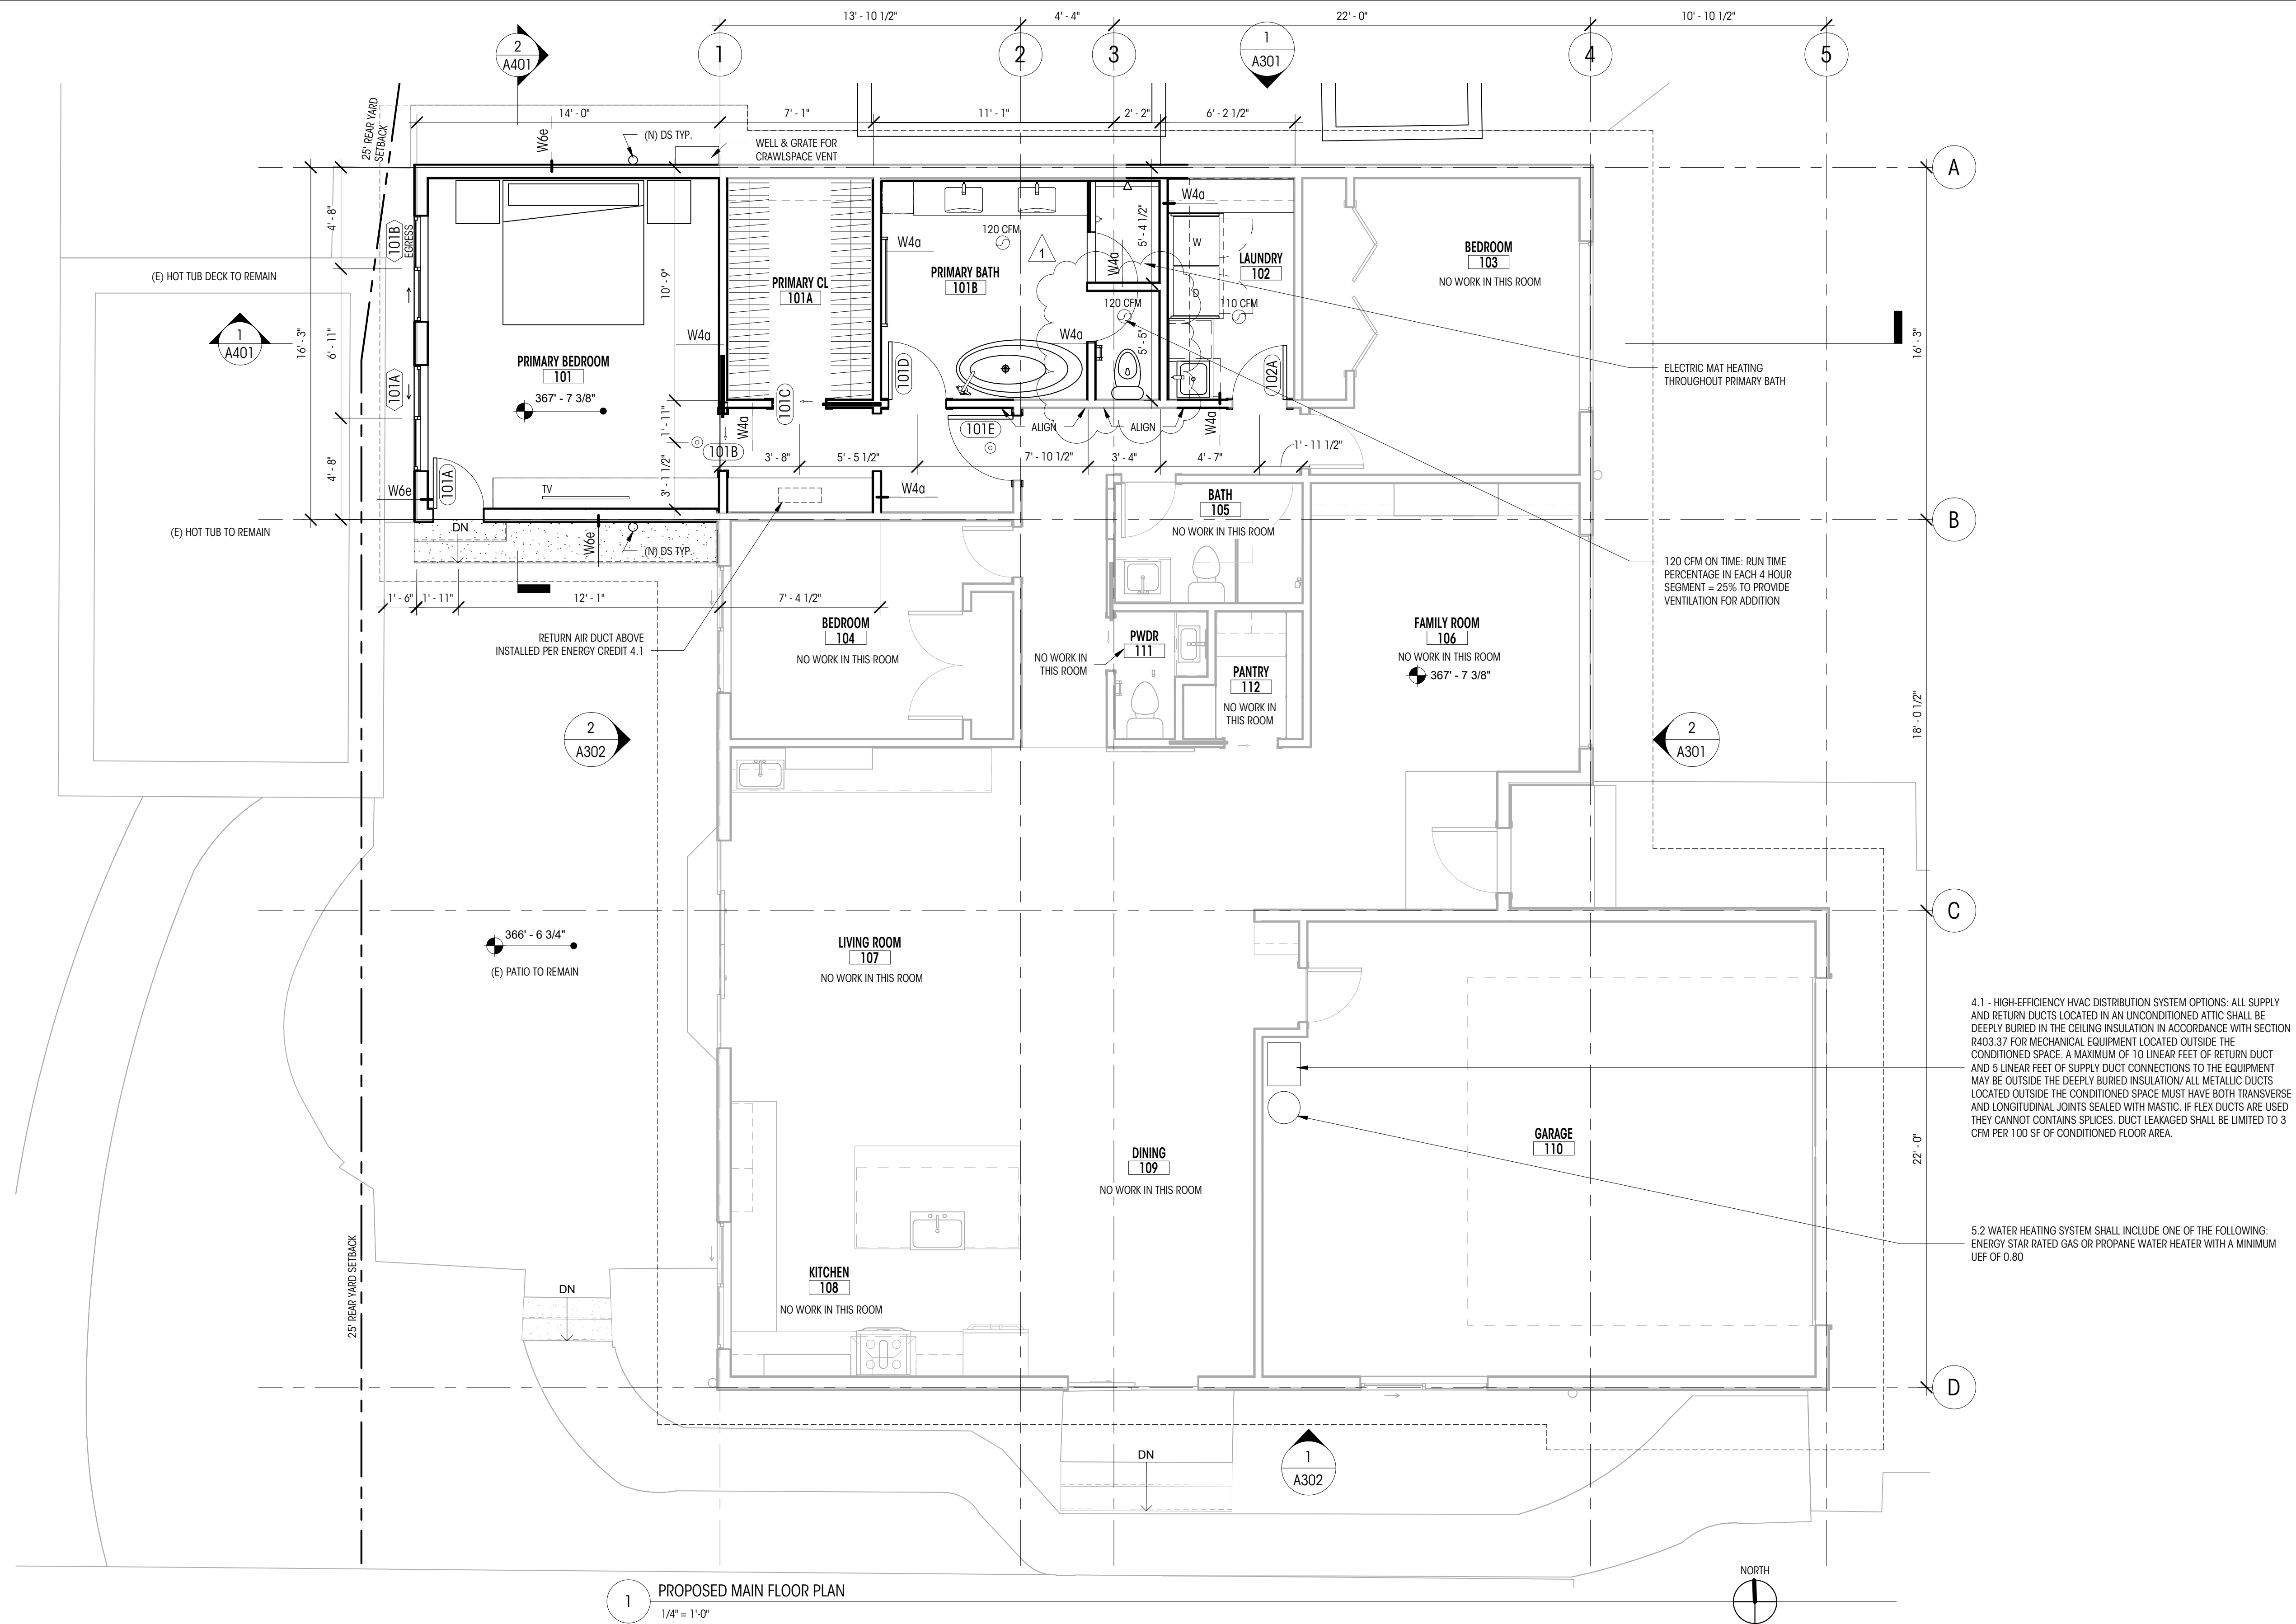 13' - 10 1/2"
4' - 4"
22' - 0"
10' - 10 1/2"
2
A401
1
2
3
1
A301
4
5
25' REAR YARD
SETBACK
14' - 0"
7' - 1"
11' - 1"
2' - 2"
6' - 2 1/2"
W6e
(N) DS TYP.
WELL & GRATE FOR
CRAWLSPACE VENT
A
4' - 8"
101B
EGRESS
(E) HOT TUB DECK TO REMAIN
1
A401
16' - 3"
6' - 11"
101A
4' - 8"
W6e
101A
(E) HOT TUB TO REMAIN
PRIMARY BEDROOM
101
367' - 7 3/8"
TV
10' - 9"
1' - 11"
3' - 1 1/2"
W4a
PRIMARY CL
101A
101C
W4a
101B
120 CFM
W4a
1
PRIMARY BATH
101B
101D
W4a
120 CFM
5' - 4 1/2"
W4a
5' - 5"
W4a
W
D
LAUNDRY
102
110 CFM
102A
W4a
BEDROOM
103
NO WORK IN THIS ROOM
16' - 3"
ELECTRIC MAT HEATING
THROUGHOUT PRIMARY BATH
101E
ALIGN
ALIGN
3' - 8"
5' - 5 1/2"
7' - 10 1/2"
3' - 4"
4' - 7"
1' - 11 1/2"
W4a
B
DN
W6e
(N) DS TYP.
BATH
105
NO WORK IN THIS ROOM
120 CFM ON TIME: RUN TIME
PERCENTAGE IN EACH 4 HOUR
SEGMENT = 25% TO PROVIDE
VENTILATION FOR ADDITION
1' - 6"
1' - 11"
12' - 1"
7' - 4 1/2"
RETURN AIR DUCT ABOVE
INSTALLED PER ENERGY CREDIT 4.1
BEDROOM
104
NO WORK IN THIS ROOM
NO WORK IN
THIS ROOM
PWDR
111
PANTRY
112
NO WORK IN
THIS ROOM
FAMILY ROOM
106
NO WORK IN THIS ROOM
367' - 7 3/8"
18' - 0 1/2"
2
A302
2
A301
C
366' - 6 3/4"
(E) PATIO TO REMAIN
LIVING ROOM
107
NO WORK IN THIS ROOM
4.1 - HIGH-EFFICIENCY HVAC DISTRIBUTION SYSTEM OPTIONS: ALL SUPPLY
AND RETURN DUCTS LOCATED IN AN UNCONDITIONED ATTIC SHALL BE
DEEPLY BURIED IN THE CEILING INSULATION IN ACCORDANCE WITH SECTION
R403.37 FOR MECHANICAL EQUIPMENT LOCATED OUTSIDE THE
CONDITIONED SPACE. A MAXIMUM OF 10 LINEAR FEET OF RETURN DUCT
AND 5 LINEAR FEET OF SUPPLY DUCT CONNECTIONS TO THE EQUIPMENT
MAY BE OUTSIDE THE DEEPLY BURIED INSULATION/ ALL METALLIC DUCTS
LOCATED OUTSIDE THE CONDITIONED SPACE MUST HAVE BOTH TRANSVERSE
AND LONGITUDINAL JOINTS SEALED WITH MASTIC. IF FLEX DUCTS ARE USED
THEY CANNOT CONTAINS SPLICES. DUCT LEAKAGED SHALL BE LIMITED TO 3
CFM PER 100 SF OF CONDITIONED FLOOR AREA.
DINING
109
NO WORK IN THIS ROOM
GARAGE
110
22' - 0"
5.2 WATER HEATING SYSTEM SHALL INCLUDE ONE OF THE FOLLOWING:
ENERGY STAR RATED GAS OR PROPANE WATER HEATER WITH A MINIMUM
UEF OF 0.80
25' REAR YARD SETBACK
DN
KITCHEN
108
NO WORK IN THIS ROOM
D
DN
1
A302
1
PROPOSED MAIN FLOOR PLAN
1/4" = 1'-0"
NORTH